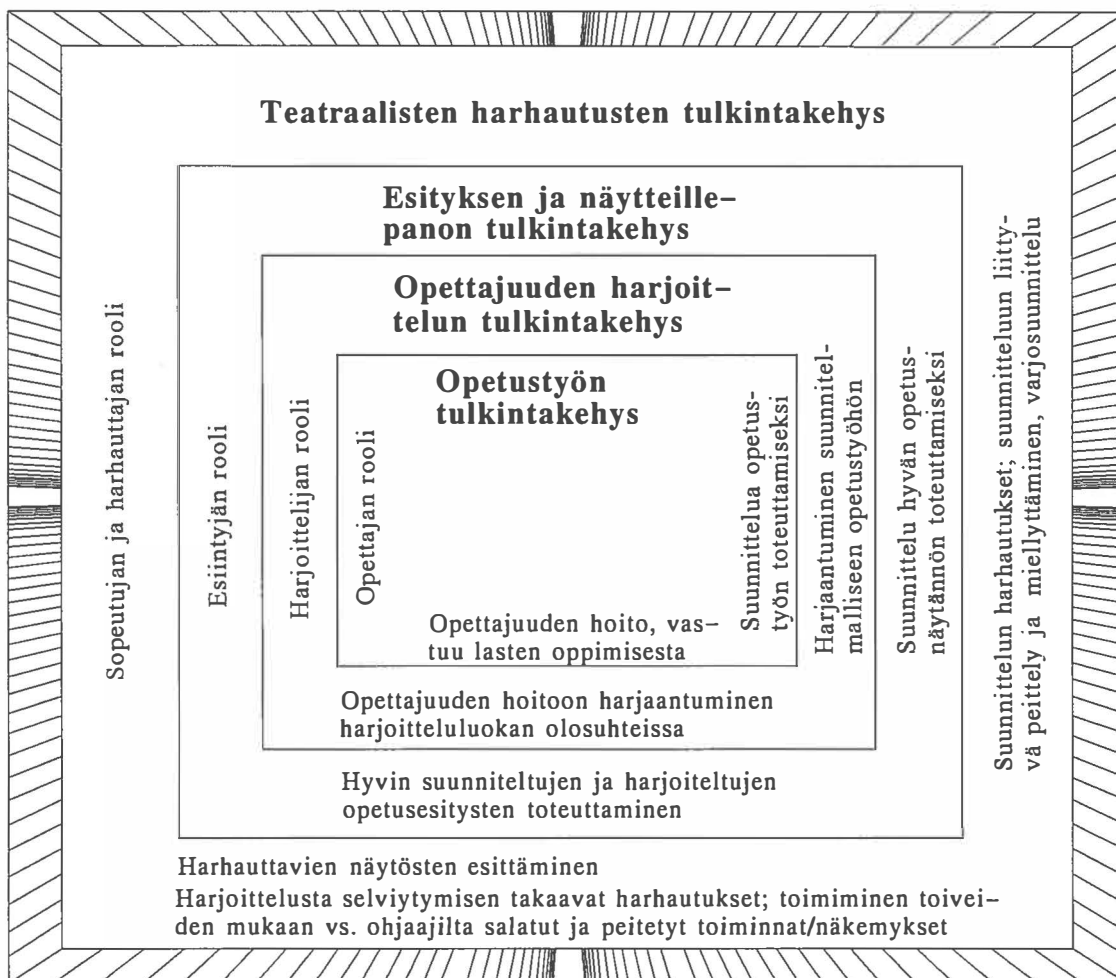 Teatraalisten harhautusten tulkintakehys
Esityksen ja näytteille-
panon tulkintakehys
Opettajuuden harjoit-
telun tulkintakehys
Opetustyön
tulkintakehys
Sopeutujan ja harhauttajan rooli
Esiintyjän rooli
Harjoittelijan rooli
Opettajan rooli
Suunnittelua opetus-
työn toteuttamiseksi
Harjaantuminen suunnitel-
malliseen opetustyöhön
Suunnittelu hyvän opetus-
näytännön toteuttamiseksi
Suunnittelun harhautukset; suunnitteluun liitty-
vä peittely ja miellyttäminen, varjosuunnittelu
Opettajuuden hoito, vas-
tuu lasten oppimisesta
Opettajuuden hoitoon harjaantuminen
harjoitteluluokan olosuhteissa
Hyvin suunniteltujen ja harjoiteltujen
opetusesitysten toteuttaminen
Harhauttavien näytösten esittäminen
Harjoittelusta selviytymisen takaavat harhautukset; toimiminen toivei-
den mukaan vs. ohjaajilta salatut ja peitetyt toiminnat/näkemykset